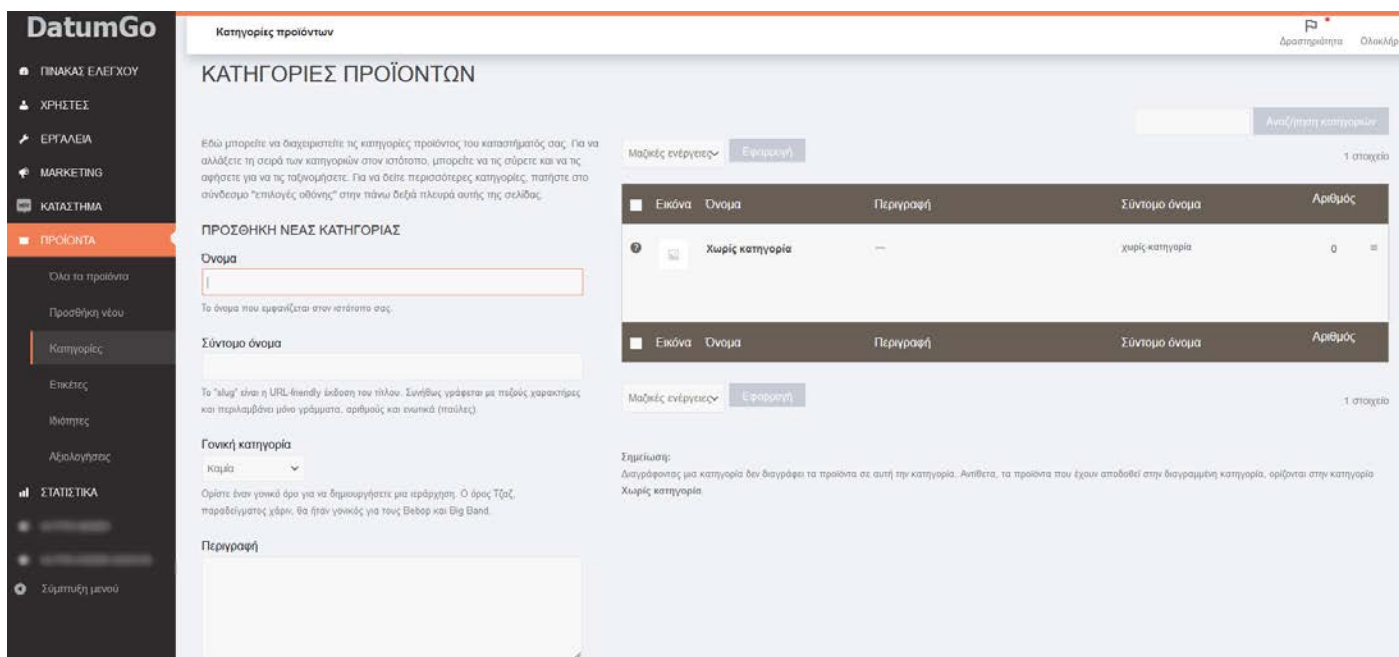 DatumGo
Κατηγορίες προϊόντων
Δραστηριότητα
ΠΙΝΑΚΑΣ ΕΛΕΓΧΟΥ
ΧΡΗΣΤΕΣ
ΕΡΓΑΛΕΙΑ
MARKETING
ΚΑΤΑΣΤΗΜΑ
ΠΡΟΪΟΝΤΑ
Όλα τα προϊόντα
Προσθήκη νέου
Κατηγορίες
Ετικέτες
Ιδιότητες
Αξιολογήσεις
ΣΤΑΤΙΣΤΙΚΑ
Σύμπτυξη μενού
ΚΑΤΗΓΟΡΙΕΣ ΠΡΟΪΟΝΤΩΝ
Εδώ μπορείτε να διαχειριστείτε τις κατηγορίες προϊόντος του καταστήματός σας. Για να
αλλάξετε τη σειρά των κατηγοριών στον ιστότοπο, μπορείτε να τις σύρετε και να τις
αφήσετε για να τις ταξινομήσετε. Για να δείτε περισσότερες κατηγορίες, πατήστε στο
σύνδεσμο "επιλογές οθόνης" στην πάνω δεξιά πλευρά αυτής της σελίδας.
ΠΡΟΣΘΗΚΗ ΝΕΑΣ ΚΑΤΗΓΟΡΙΑΣ
Όνομα
Το όνομα που εμφανίζεται στον ιστότοπο σας.
Σύντομο όνομα
Το "slug" είναι η URL-friendly έκδοση του τίτλου. Συνήθως γράφεται με πεζούς χαρακτήρες
και περιλαμβάνει μόνο γράμματα, αριθμούς και ενωτικά (παύλες).
Γονική κατηγορία
Καμία
Ορίστε έναν γονικό όρο για να δημιουργήσετε μια ιεράρχηση. Ο όρος Τζαζ,
παραδείγματος χάριν, θα ήταν γονικός για τους Bebop και Big Band.
Περιγραφή
Αναζήτηση κατηγοριών
Μαζικές ενέργειες Εφαρμογή 1 στοιχείο
Εικόνα Όνομα Περιγραφή Σύντομο όνομα Αριθμός
Χωρίς κατηγορία — χωρίς-κατηγορία 0
Εικόνα Όνομα Περιγραφή Σύντομο όνομα Αριθμός
Μαζικές ενέργειες Εφαρμογή 1 στοιχείο
Σημείωση:
Διαγράφοντας μια κατηγορία δεν διαγράφει τα προϊόντα σε αυτή την κατηγορία. Αντίθετα, τα προϊόντα που έχουν αποδοθεί στην διαγραμμένη κατηγορία, ορίζονται στην κατηγορία
Χωρίς κατηγορία.